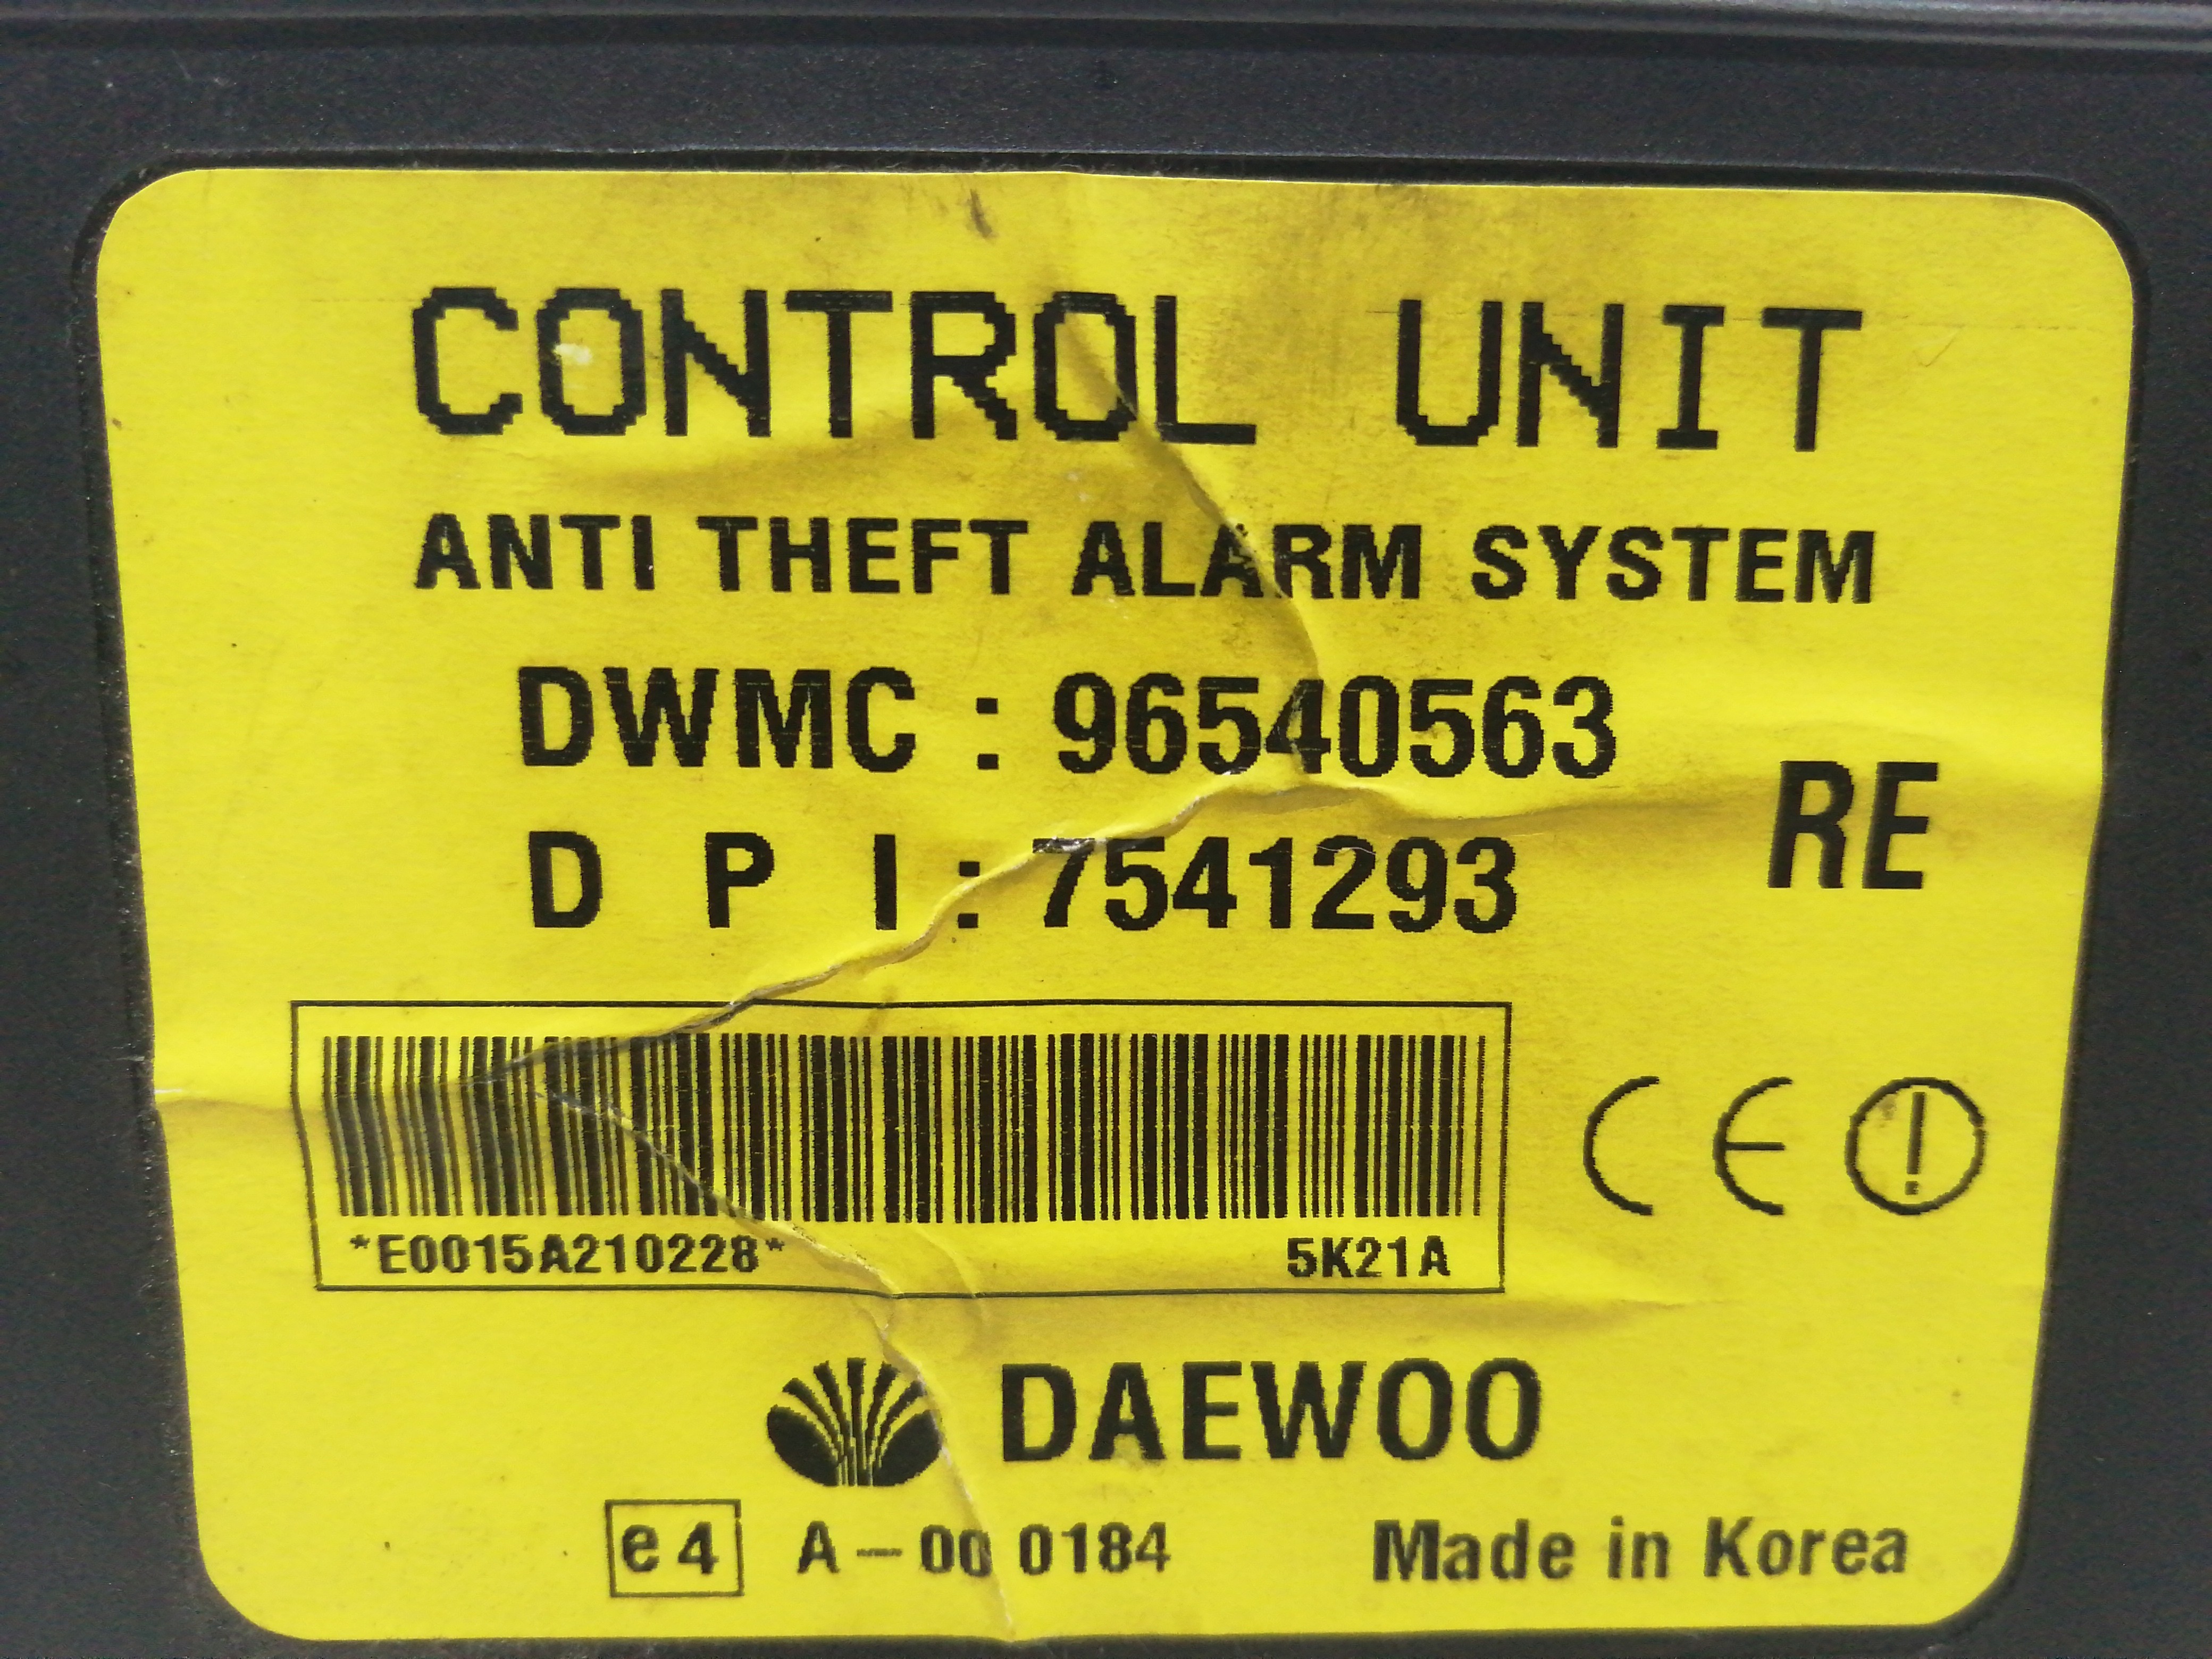 CONTROL UNIT
ANTI THEFT ALARM SYSTEM
DWMC : 96540563
RE
D P I : 7541293
*E0015A210228* 5K21A
CE
DAEWOO
e4 A-00 0184 Made in Korea